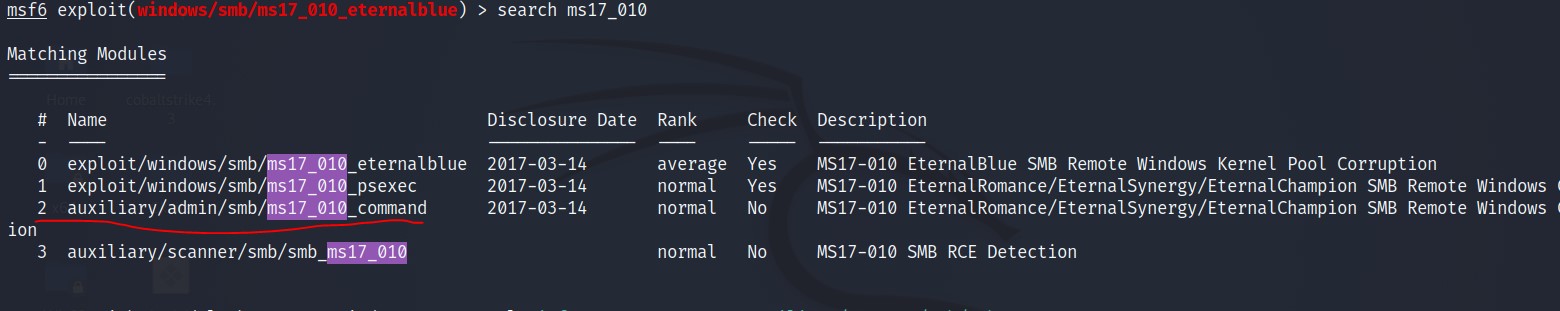 msf6 exploit(windows/smb/ms17_010_eternalblue) > search ms17_010
Matching Modules
================
# Name Disclosure Date Rank Check Description
- ---- --------------- ---- ----- -----------
0 exploit/windows/smb/ms17_010_eternalblue 2017-03-14 average Yes MS17-010 EternalBlue SMB Remote Windows Kernel Pool Corruption
1 exploit/windows/smb/ms17_010_psexec 2017-03-14 normal Yes MS17-010 EternalRomance/EternalSynergy/EternalChampion SMB Remote Windows
2 auxiliary/admin/smb/ms17_010_command 2017-03-14 normal No MS17-010 EternalRomance/EternalSynergy/EternalChampion SMB Remote Windows
ion
3 auxiliary/scanner/smb/smb_ms17_010 normal No MS17-010 SMB RCE Detection